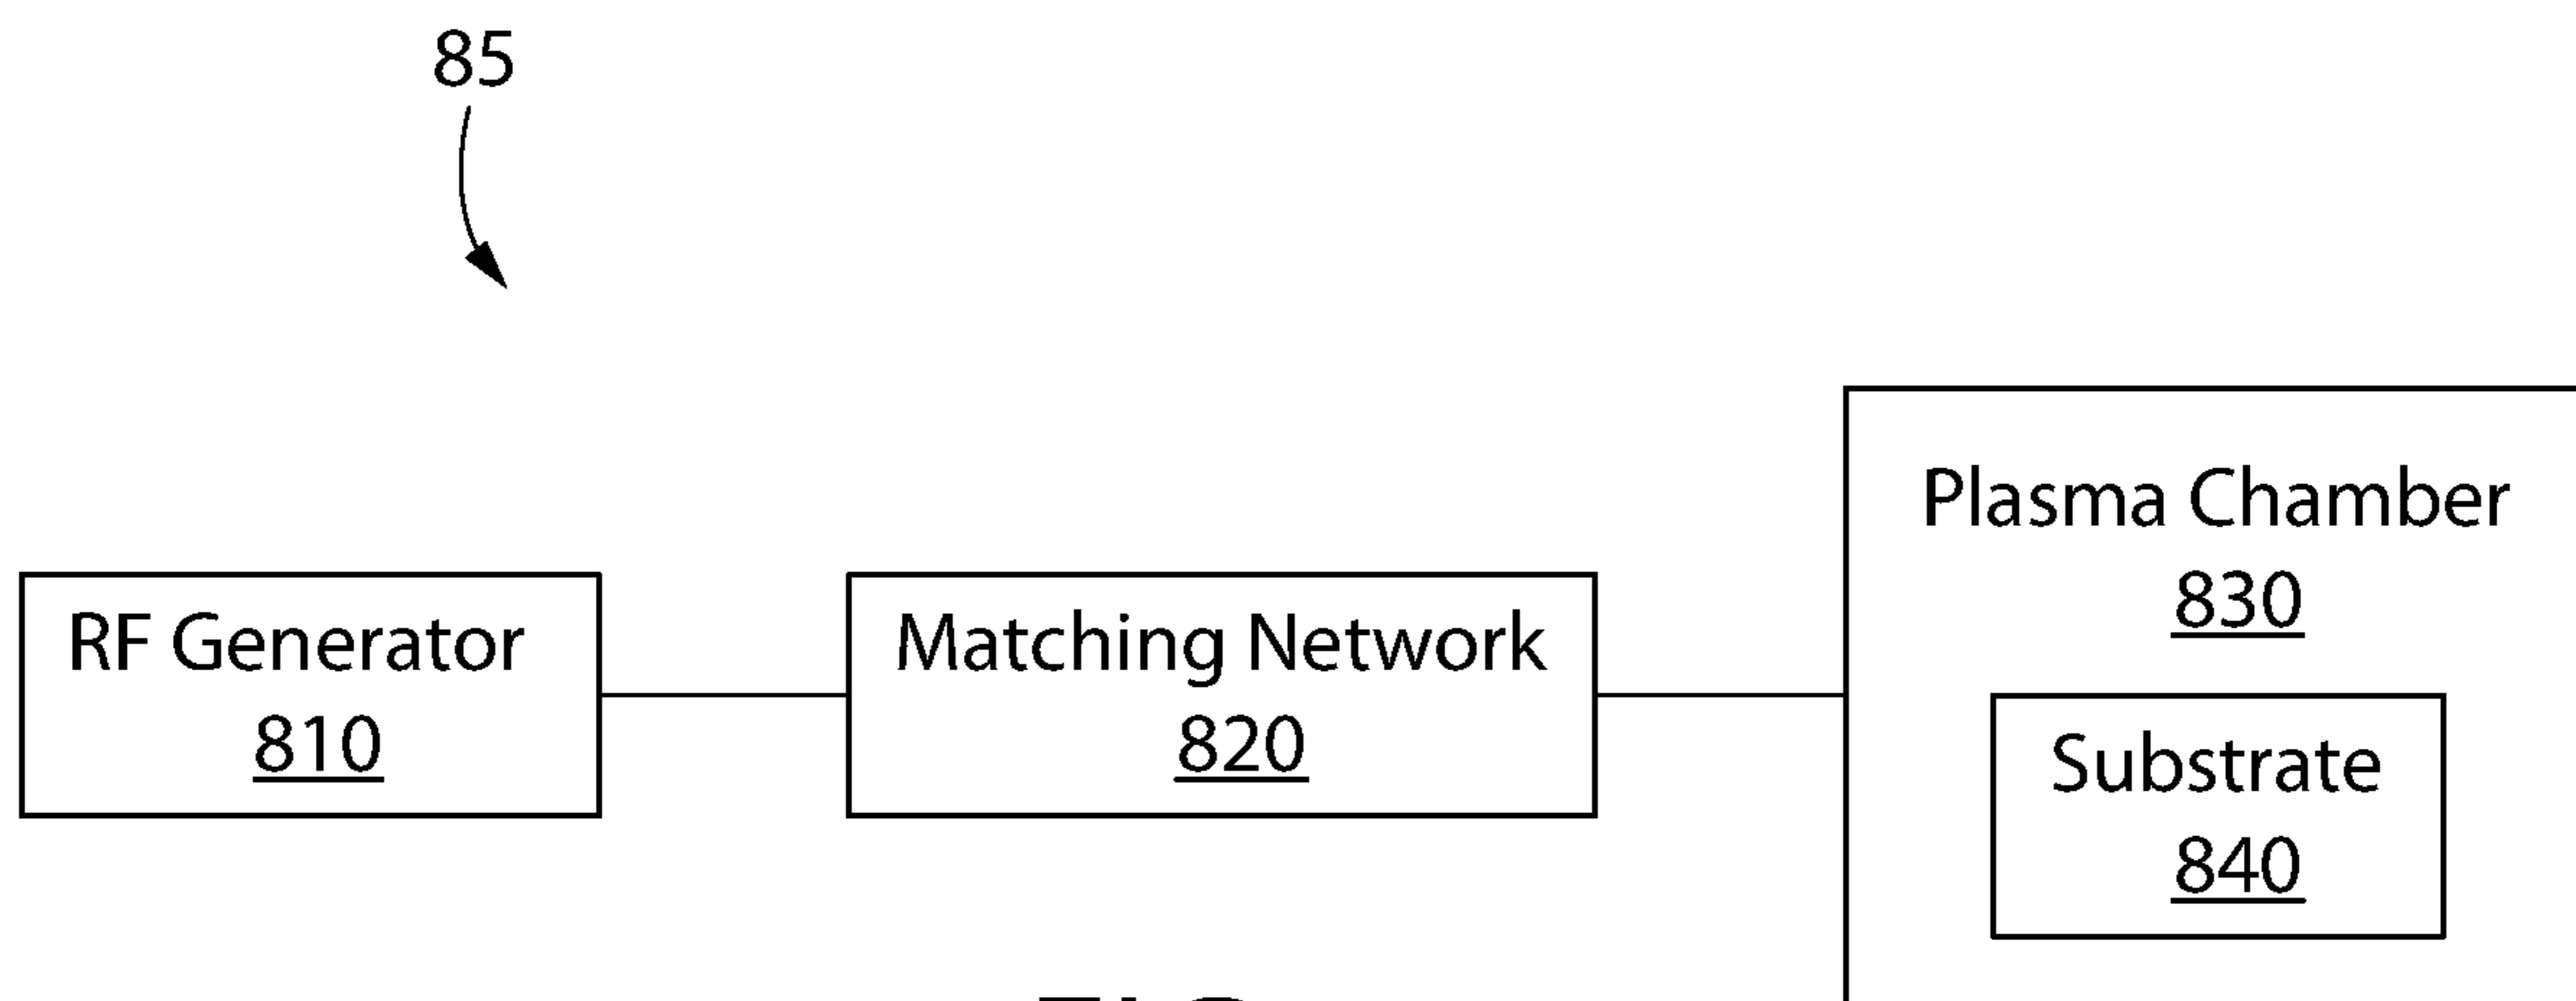 85
RF Generator
810
Matching Network
820
Plasma Chamber
830
Substrate
840